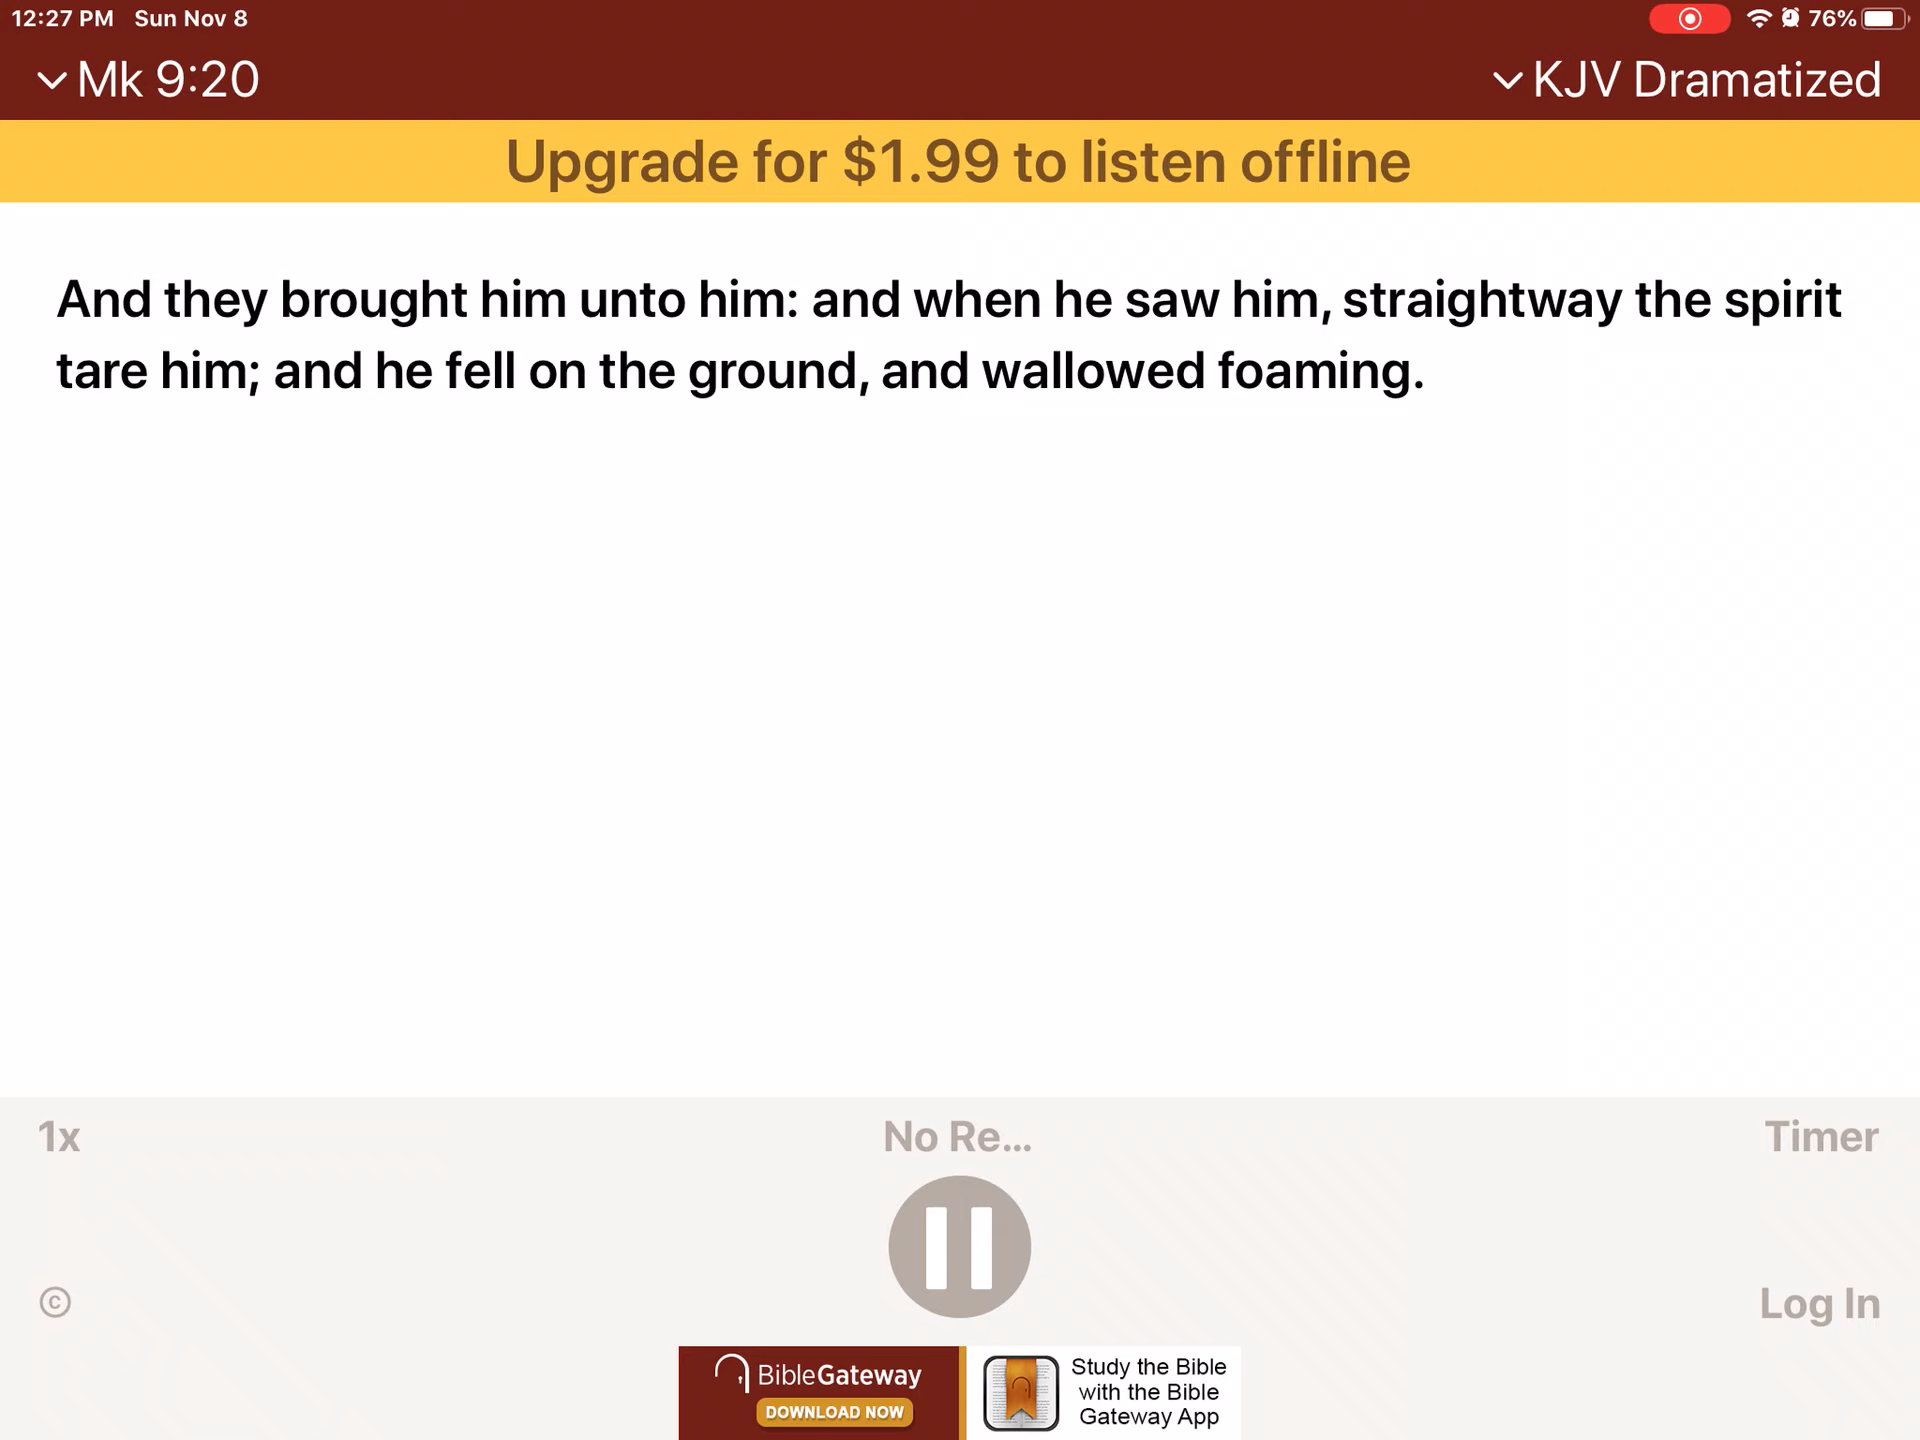 12:27 PM Sun Nov 8
76%
Mk 9:20
KJV Dramatized
Upgrade for $1.99 to listen offline
And they brought him unto him: and when he saw him, straightway the spirit
tare him; and he fell on the ground, and wallowed foaming.
1x
No Re...
Timer
©
Log In
BibleGateway
DOWNLOAD NOW
Study the Bible
with the Bible
Gateway App